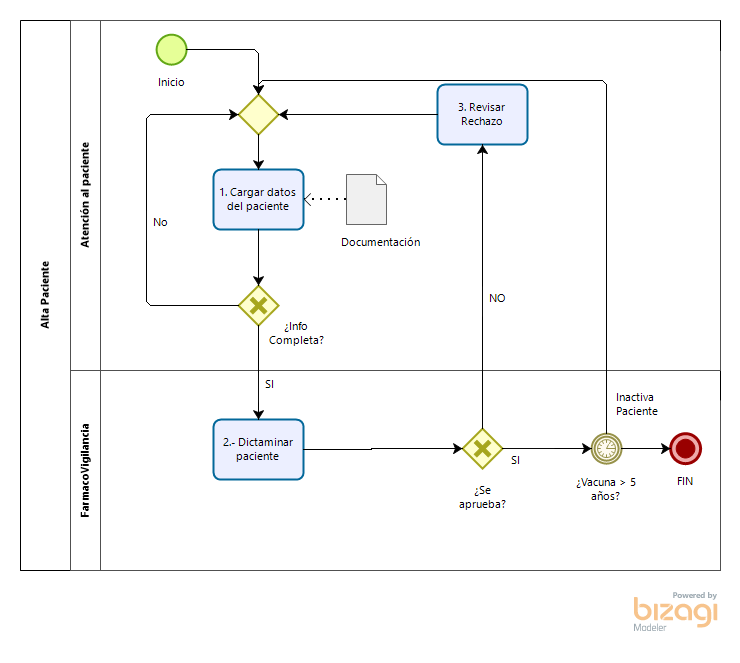 Alta Paciente
Atención al paciente
Inicio
3. Revisar
Rechazo
1. Cargar datos
del paciente
No
Documentación
NO
¿Info
Completa?
SI
FarmacoVigilancia
Inactiva
Paciente
2.- Dictaminar
paciente
SI
¿Se
aprueba?
¿Vacuna > 5
años?
FIN
Powered by
bizagi
Modeler